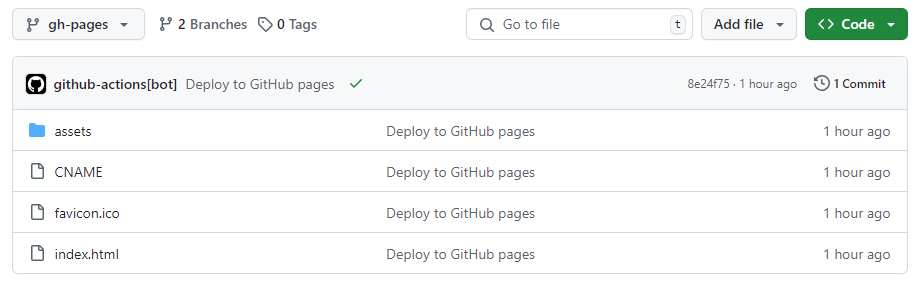 gh-pages 2 Branches 0 Tags Go to file t Add file Code
github-actions[bot] Deploy to GitHub pages 8e24f75 · 1 hour ago 1 Commit
assets Deploy to GitHub pages 1 hour ago
CNAME Deploy to GitHub pages 1 hour ago
favicon.ico Deploy to GitHub pages 1 hour ago
index.html Deploy to GitHub pages 1 hour ago